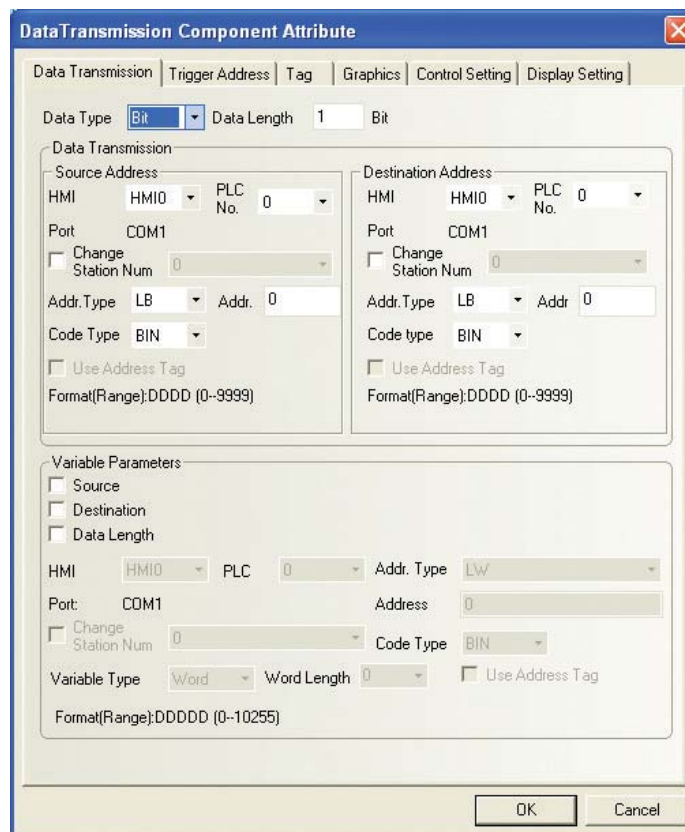 DataTransmission Component Attribute
Data Transmission Trigger Address Tag Graphics Control Setting Display Setting
Data Type Bit Data Length 1 Bit
Data Transmission
Source Address
HMI HMI0 PLC No. 0
Port COM1
Change Station Num 0
Addr.Type LB Addr. 0
Code Type BIN
Use Address Tag
Format(Range):DDDD (0--9999)
Destination Address
HMI HMI0 PLC No. 0
Port COM1
Change Station Num 0
Addr.Type LB Addr 0
Code type BIN
Use Address Tag
Format(Range):DDDD (0--9999)
Variable Parameters
Source
Destination
Data Length
HMI HMI0 PLC 0 Addr. Type LW
Port: COM1 Address 0
Change Station Num 0 Code Type BIN
Variable Type Word Word Length 0 Use Address Tag
Format(Range):DDDDD (0--10255)
OK Cancel